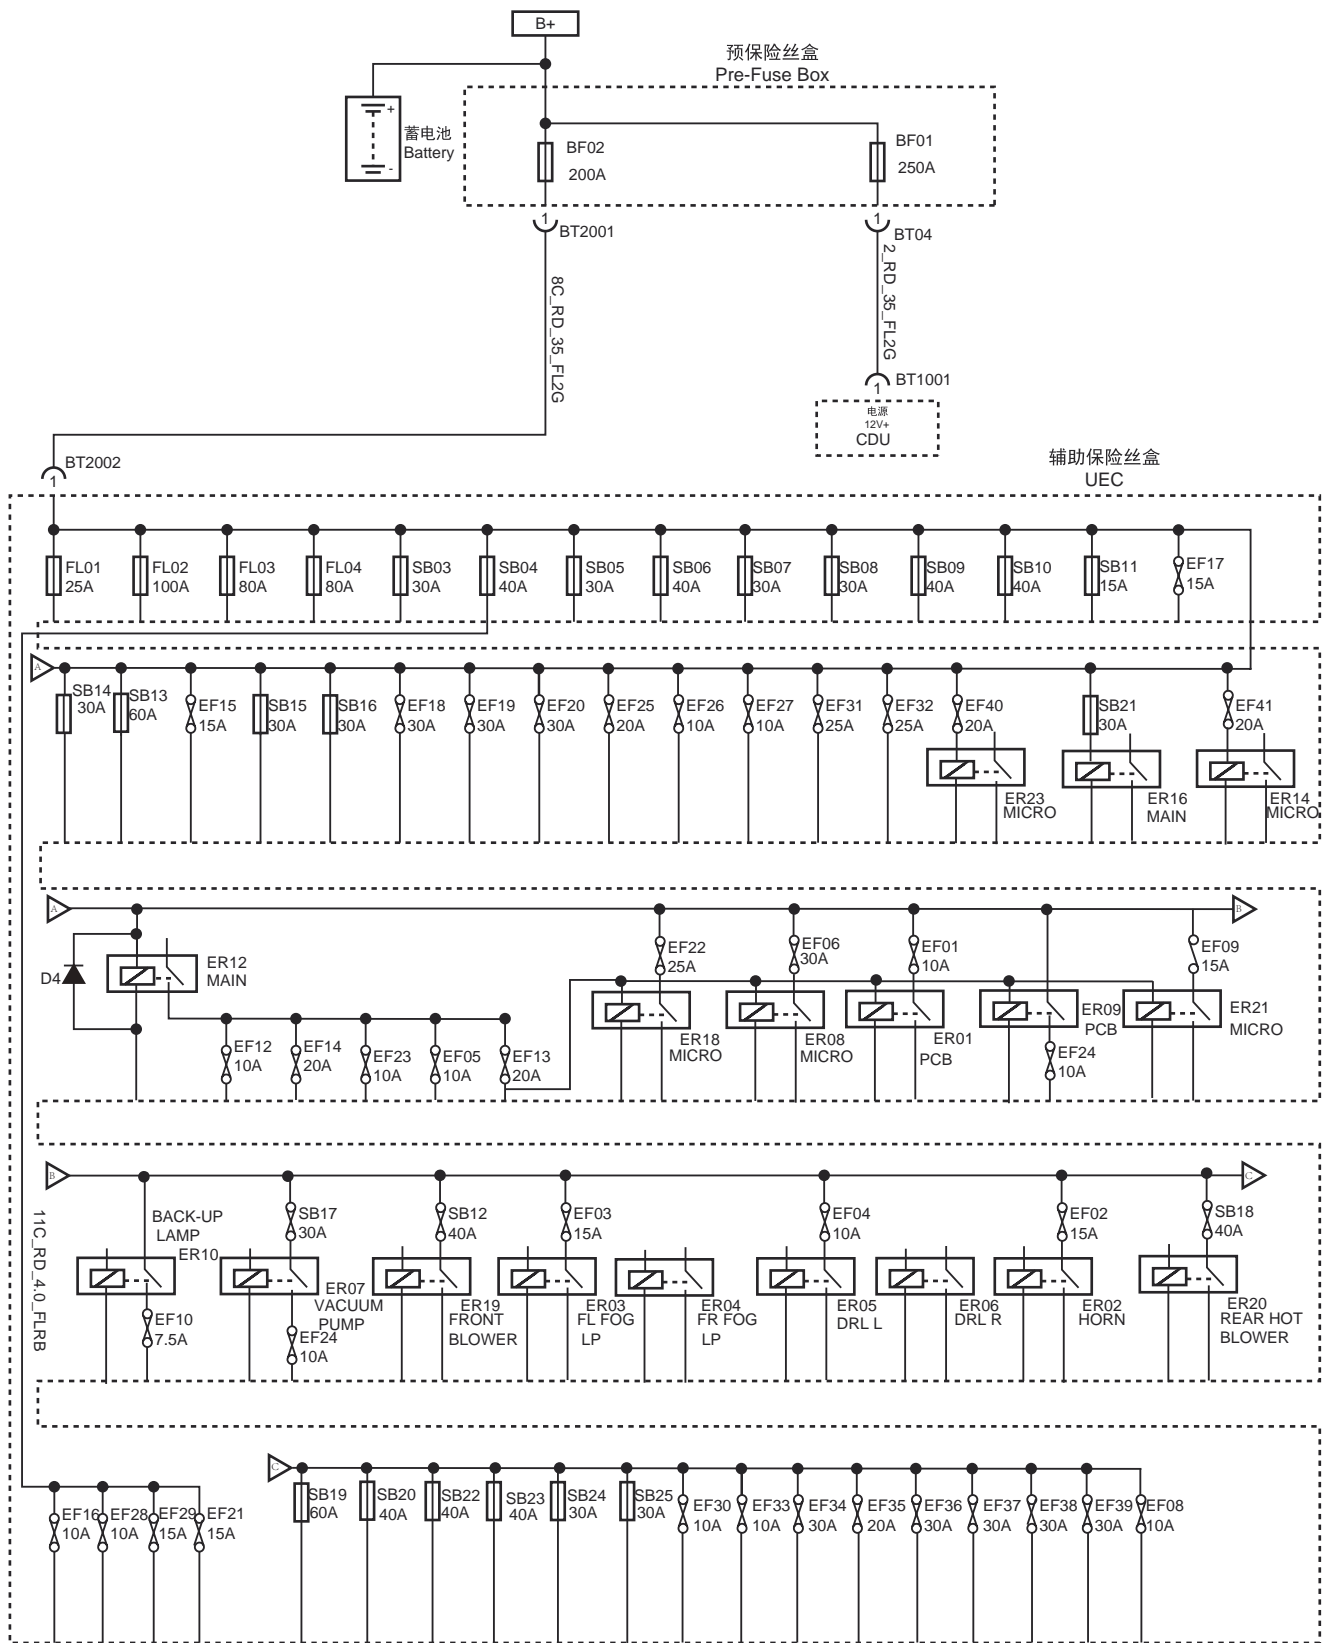 B+
预保险丝盒
Pre-Fuse Box
+
-
蓄电池
Battery
BF02
200A
BF01
250A
1
BT2001
1
BT04
8C_RD_35_FL2G
2_RD_35_FL2G
BT1001
1
电源
12V+
CDU
BT2002
1
辅助保险丝盒
UEC
FL01
25A
FL02
100A
FL03
80A
FL04
80A
SB03
30A
SB04
40A
SB05
30A
SB06
40A
SB07
30A
SB08
30A
SB09
40A
SB10
40A
SB11
15A
EF17
15A
A
SB14
30A
SB13
60A
EF15
15A
SB15
30A
SB16
30A
EF18
30A
EF19
30A
EF20
30A
EF25
20A
EF26
10A
EF27
10A
EF31
25A
EF32
25A
EF40
20A
SB21
30A
EF41
20A
ER23
MICRO
ER16
MAIN
ER14
MICRO
A
B
D4
ER12
MAIN
EF22
25A
EF06
30A
EF01
10A
EF09
15A
ER18
MICRO
ER08
MICRO
ER01
PCB
ER09
PCB
ER21
MICRO
EF12
10A
EF14
20A
EF23
10A
EF05
10A
EF13
20A
EF24
10A
B
C
11C_RD_4.0_FLRB
BACK-UP
LAMP
ER10
SB17
30A
SB12
40A
EF03
15A
EF04
10A
EF02
15A
SB18
40A
EF10
7.5A
ER07
VACUUM
PUMP
EF24
10A
ER19
FRONT
BLOWER
ER03
FL FOG
LP
ER04
FR FOG
LP
ER05
DRL L
ER06
DRL R
ER02
HORN
ER20
REAR HOT
BLOWER
C
EF16
10A
EF28
10A
EF29
15A
EF21
15A
SB19
60A
SB20
40A
SB22
40A
SB23
40A
SB24
30A
SB25
30A
EF30
10A
EF33
10A
EF34
30A
EF35
20A
EF36
30A
EF37
30A
EF38
30A
EF39
30A
EF08
10A